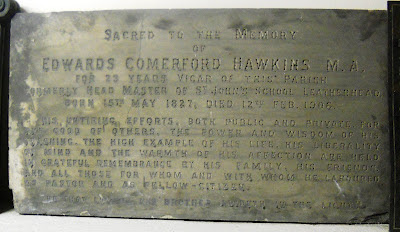 Sacred to the Memory
of
Edwards Comerford Hawkins M.A.
for 23 years Vicar of this Parish
formerly Head Master of St John's School Leatherhead
Born 15th May 1827, Died 12th Feb. 1906.
His untiring efforts, both public and private for
the good of others, the power and wisdom of his
teaching, the high example of his life, his liberality
of mind and the warmth of his affection are held
in grateful remembrance by his family, his friends
and all those for whom and with whom he laboured
as Pastor and as fellow-citizen.
in the